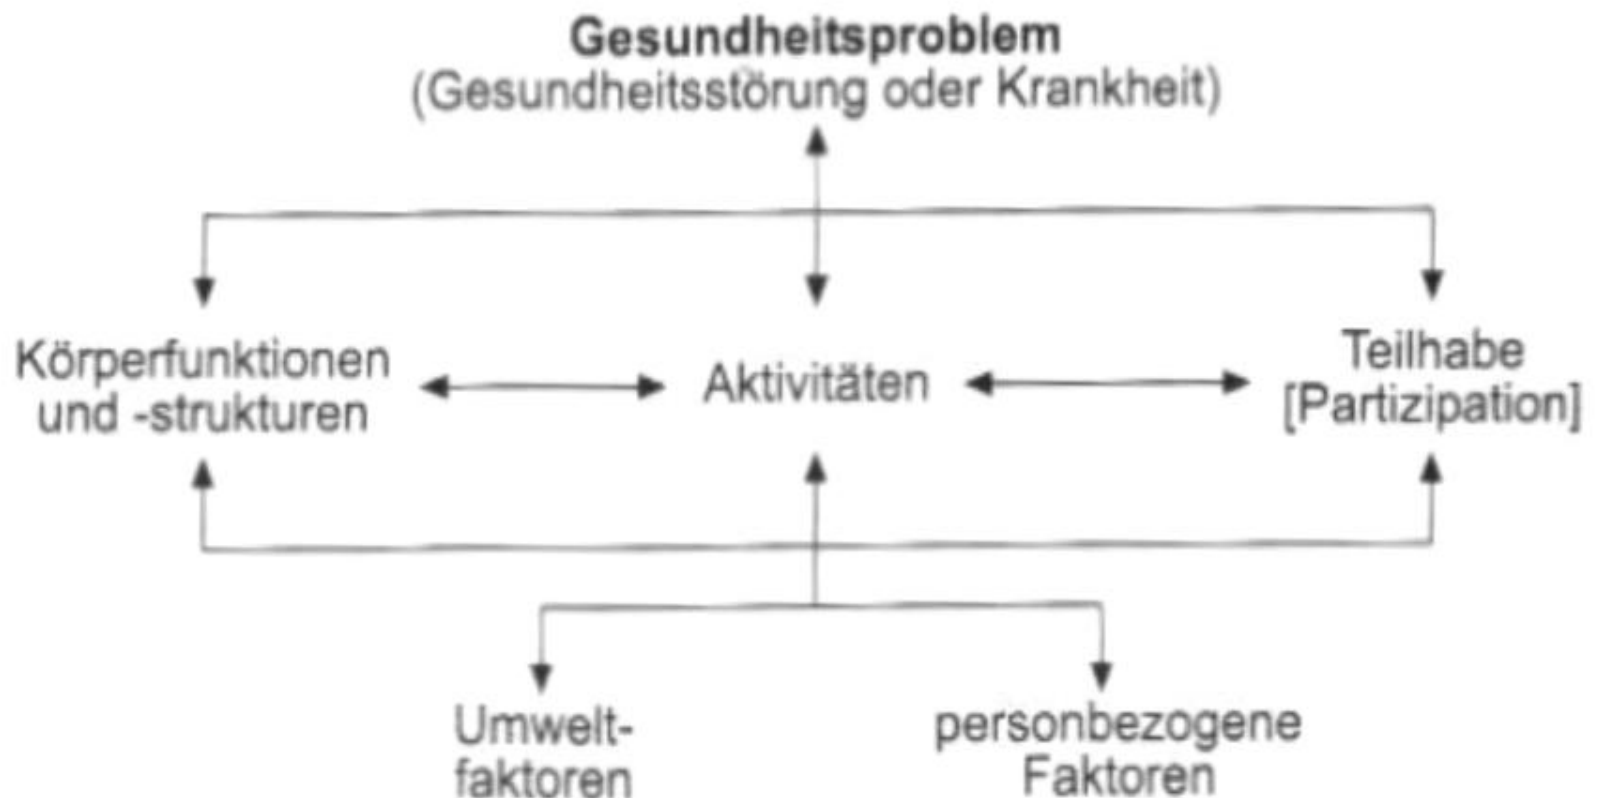 Gesundheitsproblem
(Gesundheitsstörung oder Krankheit)
Körperfunktionen
und -strukturen
Aktivitäten
Teilhabe
[Partizipation]
Umwelt-
faktoren
personbezogene
Faktoren